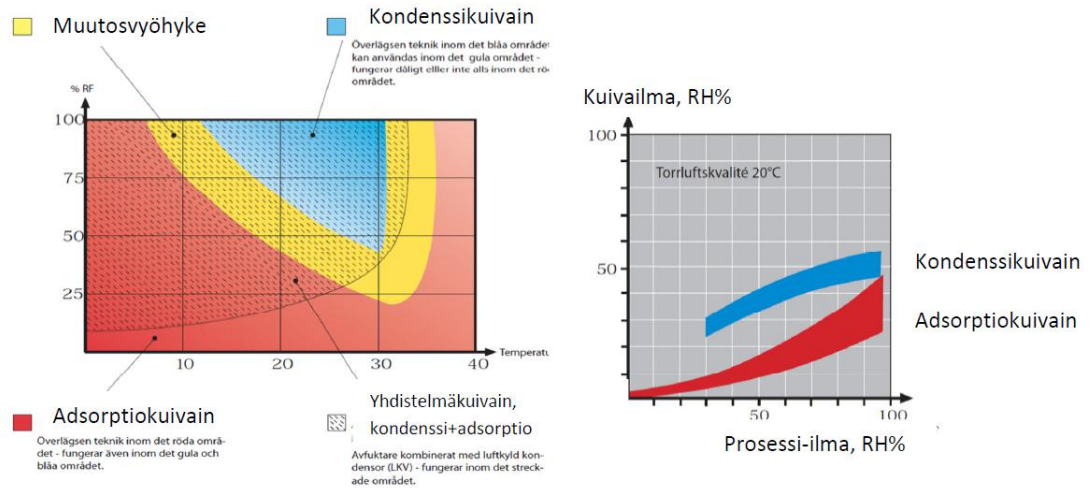 Muutosvyöhyke
Kondenssikuivain
Överlägsen teknik inom det blåa område
kan användas inom det gula området -
fungerar dåligt elller inte alls inom det rö
området.
% RF
100
75
50
25
10
20
30
40
Temperatu
Adsorptiokuivain
Överlägsen teknik inom det röda områ-
det - fungerar även inom det gula och
blåa området.
Yhdistelmäkuivain,
kondenssi+adsorptio
Avfuktare kombinerat med luftkyld kon-
densor (LKV) - fungerar inom det streck-
ade området.
Kuivailma, RH%
100
Torrluftskvalité 20°C
50
50
100
Kondenssikuivain
Adsorptiokuivain
Prosessi-ilma, RH%